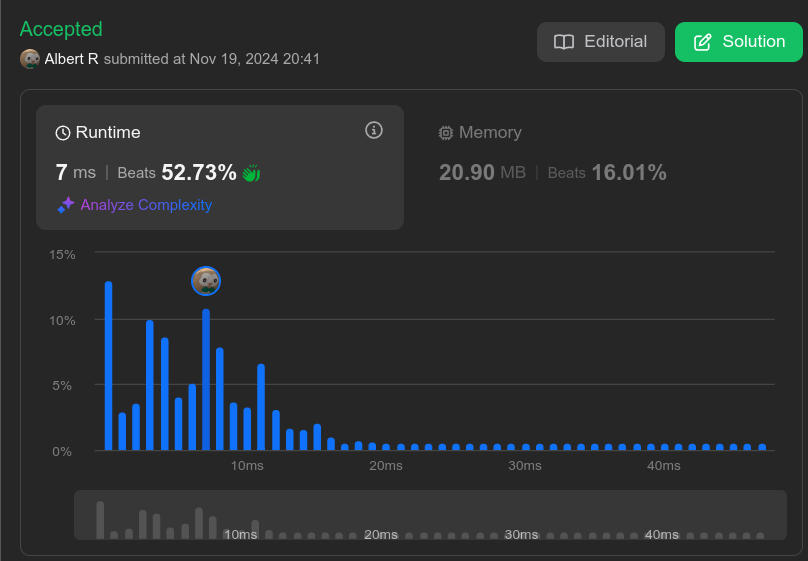 Accepted
Albert R submitted at Nov 19, 2024 20:41
Editorial
Solution
Runtime
7 ms | Beats 52.73%
Analyze Complexity
Memory
20.90 MB | Beats 16.01%
15%
10%
5%
0%
10ms 20ms 30ms 40ms
10ms 20ms 30ms 40ms